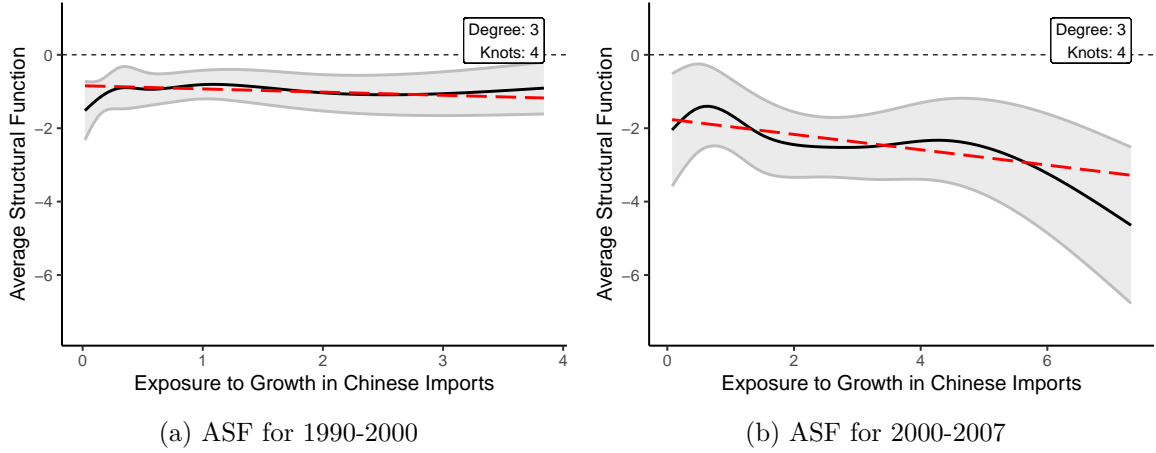 Degree: 3
Knots: 4
0
−2
−4
−6
Average Structural Function
0
1
2
3
4
Exposure to Growth in Chinese Imports
(a) ASF for 1990-2000
Degree: 3
Knots: 4
0
−2
−4
−6
Average Structural Function
0
2
4
6
Exposure to Growth in Chinese Imports
(b) ASF for 2000-2007